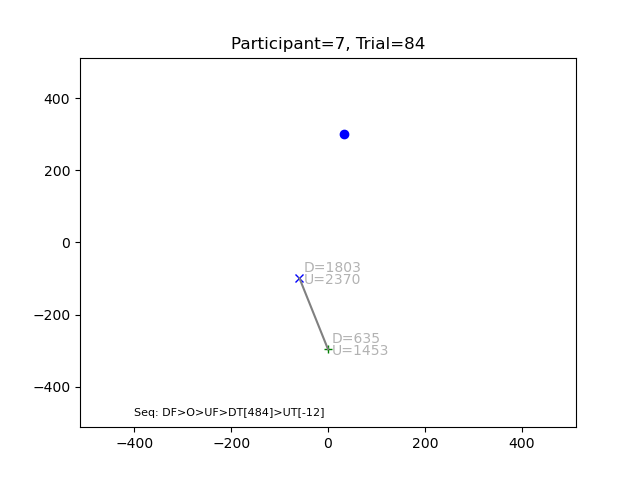 Participant=7, Trial=84
400
200
0
−200
−400
D=1803
U=2370
D=635
U=1453
Seq: DF>O>UF>DT[484]>UT[-12]
−400
−200
0
200
400